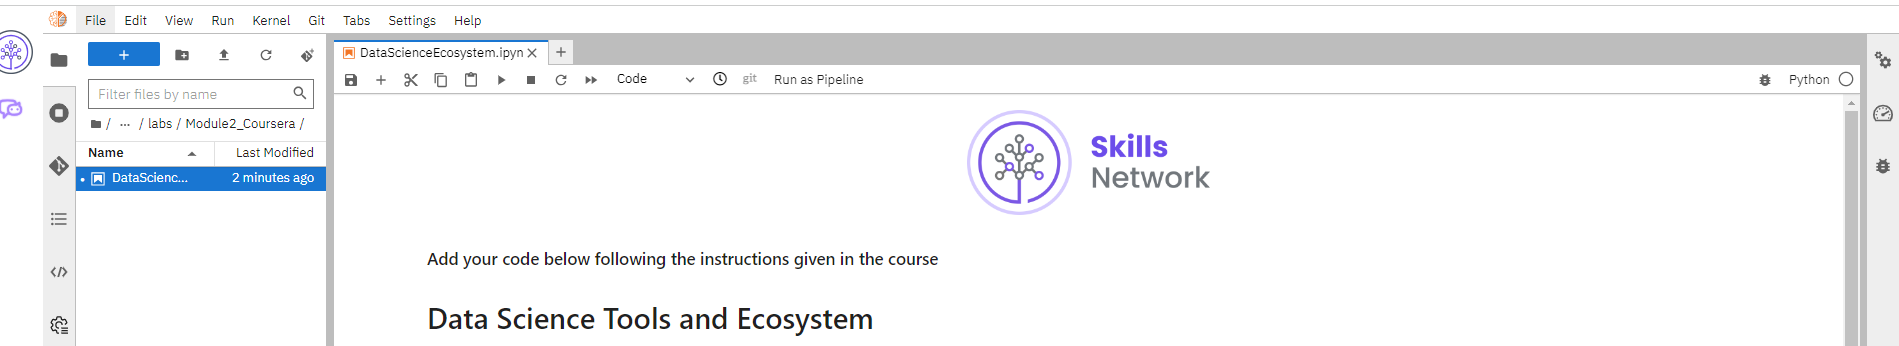 File Edit View Run Kernel Git Tabs Settings Help
+
Filter files by name
/ ··· / labs / Module2_Coursera /
Name Last Modified
DataScienc... 2 minutes ago
DataScienceEcosystem.ipyn
Code git Run as Pipeline Python
Skills
Network
Add your code below following the instructions given in the course
Data Science Tools and Ecosystem